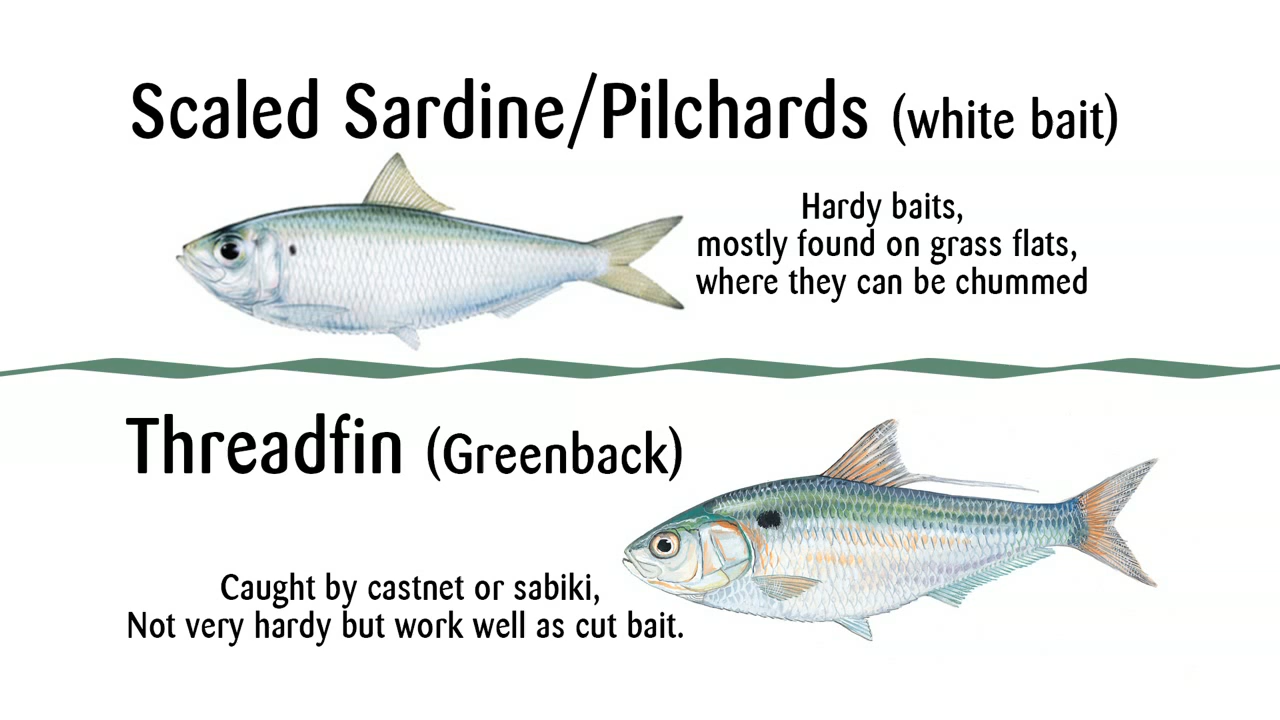 Scaled Sardine/Pilchards (white bait)
Hardy baits,
mostly found on grass flats,
where they can be chummed
Threadfin (Greenback)
Caught by castnet or sabiki,
Not very hardy but work well as cut bait.